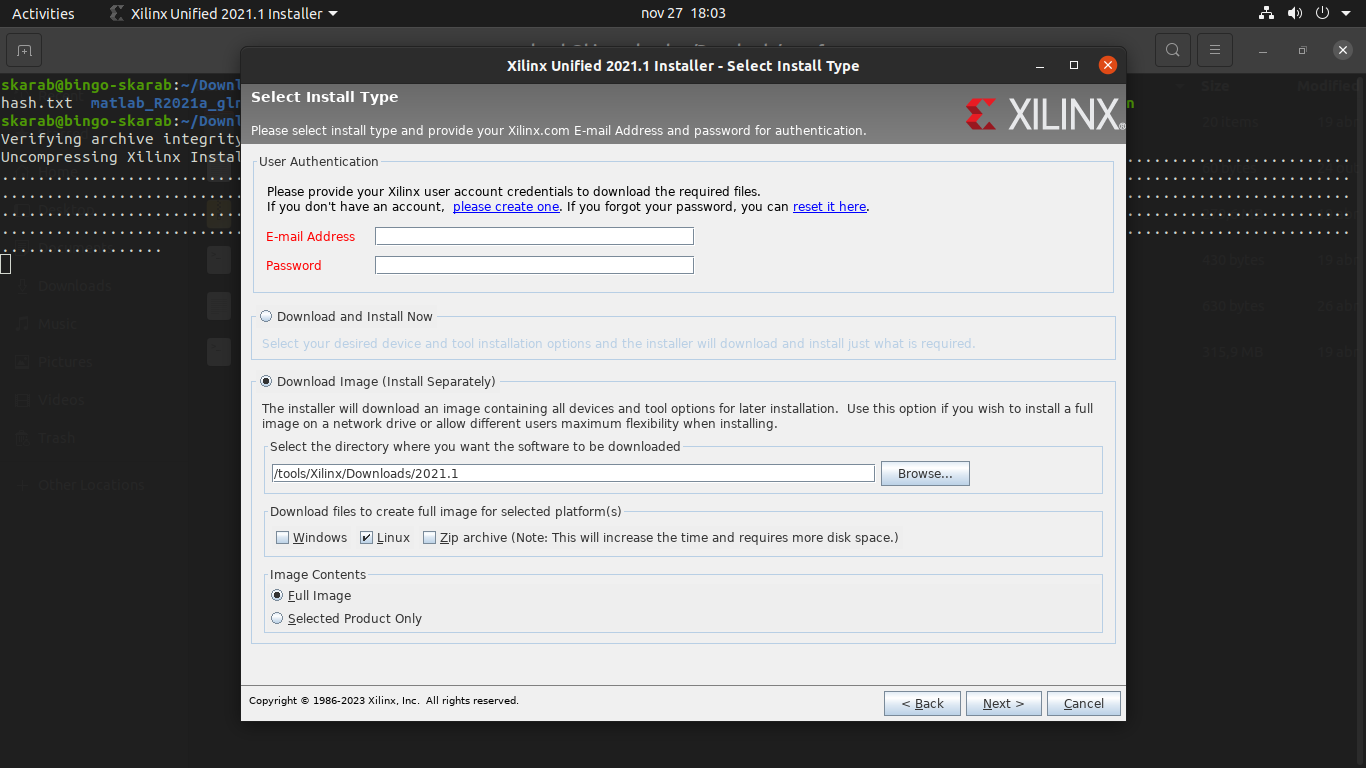 Activities
Xilinx Unified 2021.1 Installer
nov 27 18:03
Xilinx Unified 2021.1 Installer - Select Install Type
skarab@bingo-skarab:~/Downl
hash.txt matlab_R2021a_glr
skarab@bingo-skarab:~/Downl
Verifying archive integrity
Uncompressing Xilinx Instal
Select Install Type
Please select install type and provide your Xilinx.com E-mail Address and password for authentication.
XILINX®
User Authentication
Please provide your Xilinx user account credentials to download the required files.
If you don't have an account, please create one. If you forgot your password, you can reset it here.
E-mail Address
Password
Download and Install Now
Select your desired device and tool installation options and the installer will download and install just what is required.
Download Image (Install Separately)
The installer will download an image containing all devices and tool options for later installation. Use this option if you wish to install a full
image on a network drive or allow different users maximum flexibility when installing.
Select the directory where you want the software to be downloaded
/tools/Xilinx/Downloads/2021.1
Browse...
Download files to create full image for selected platform(s)
Windows Linux Zip archive (Note: This will increase the time and requires more disk space.)
Image Contents
Full Image
Selected Product Only
Copyright © 1986-2023 Xilinx, Inc. All rights reserved.
< Back Next > Cancel
Downloads
Music
Pictures
Videos
Trash
Other Locations
Size Modified
20 items
430 bytes
630 bytes
315,9 MB